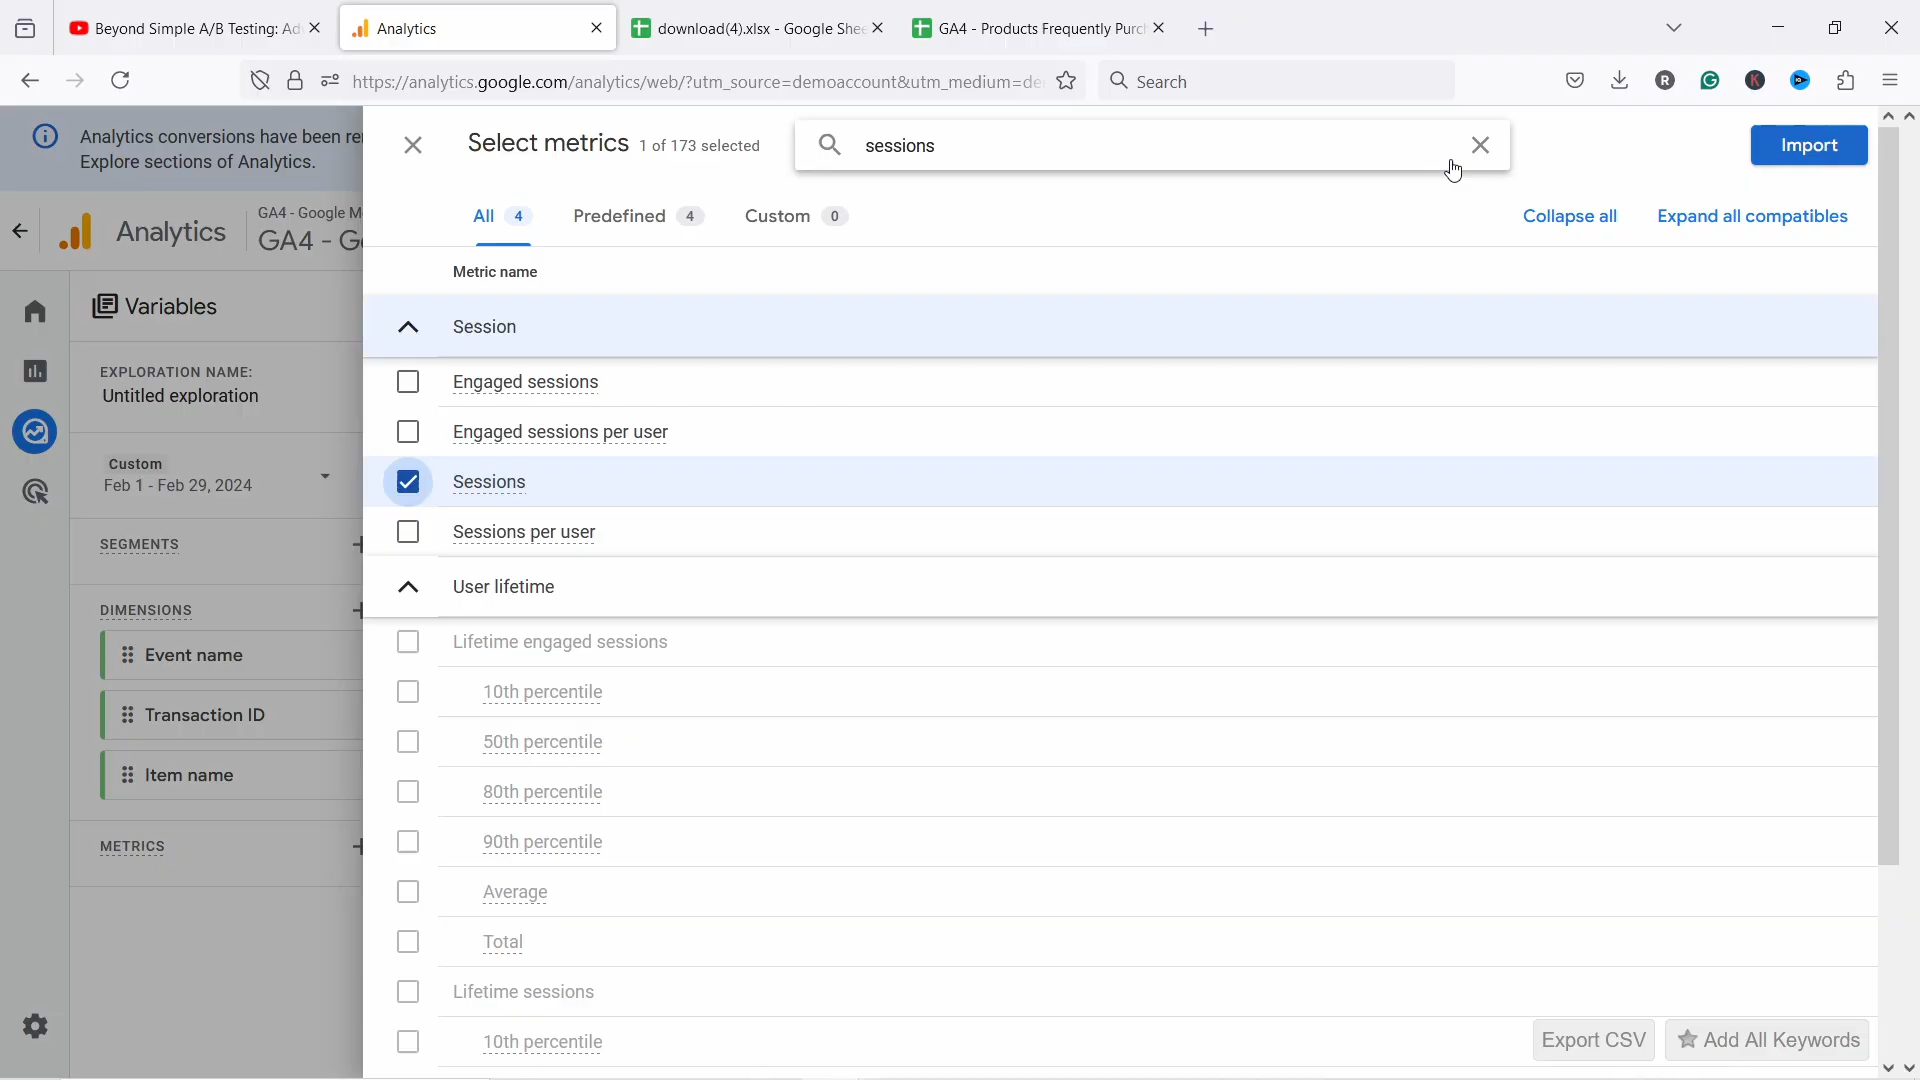 Beyond Simple A/B Testing: Ad
Analytics
download(4).xlsx - Google Shee
GA4 - Products Frequently Purc
https://analytics.google.com/analytics/web/?utm_source=demoaccount&utm_medium=de
Search
Analytics conversions have been re
Explore sections of Analytics.
Select metrics 1 of 173 selected
sessions
Import
All 4
Predefined 4
Custom 0
Collapse all
Expand all compatibles
Analytics
GA4 - Google M
GA4 - Go
Metric name
Variables
EXPLORATION NAME:
Untitled exploration
Custom
Feb 1 - Feb 29, 2024
SEGMENTS
DIMENSIONS
Event name
Transaction ID
Item name
METRICS
Session
Engaged sessions
Engaged sessions per user
Sessions
Sessions per user
User lifetime
Lifetime engaged sessions
10th percentile
50th percentile
80th percentile
90th percentile
Average
Total
Lifetime sessions
10th percentile
Export CSV
Add All Keywords